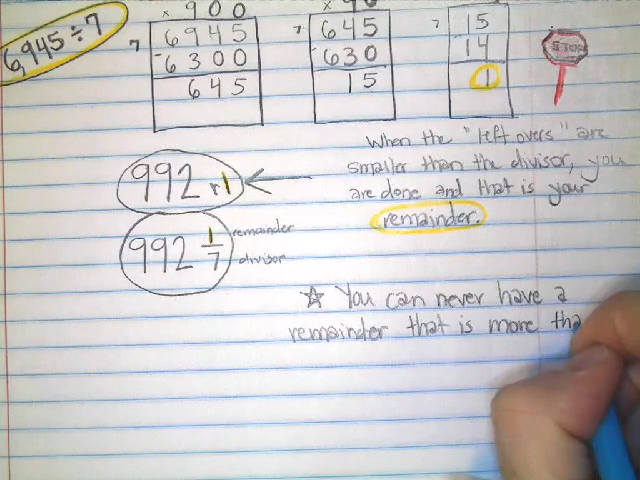 6,945 ÷ 7
x 900
7 6945
-6300
645
x 90
7 645
-630
15
7 15
14
1
STOP
992 r1
When the "left overs" are
smaller than the divisor, you
are done and that is your
remainder.
992 1/7 remainder
divisor
☆ You can never have a
remainder that is more tha